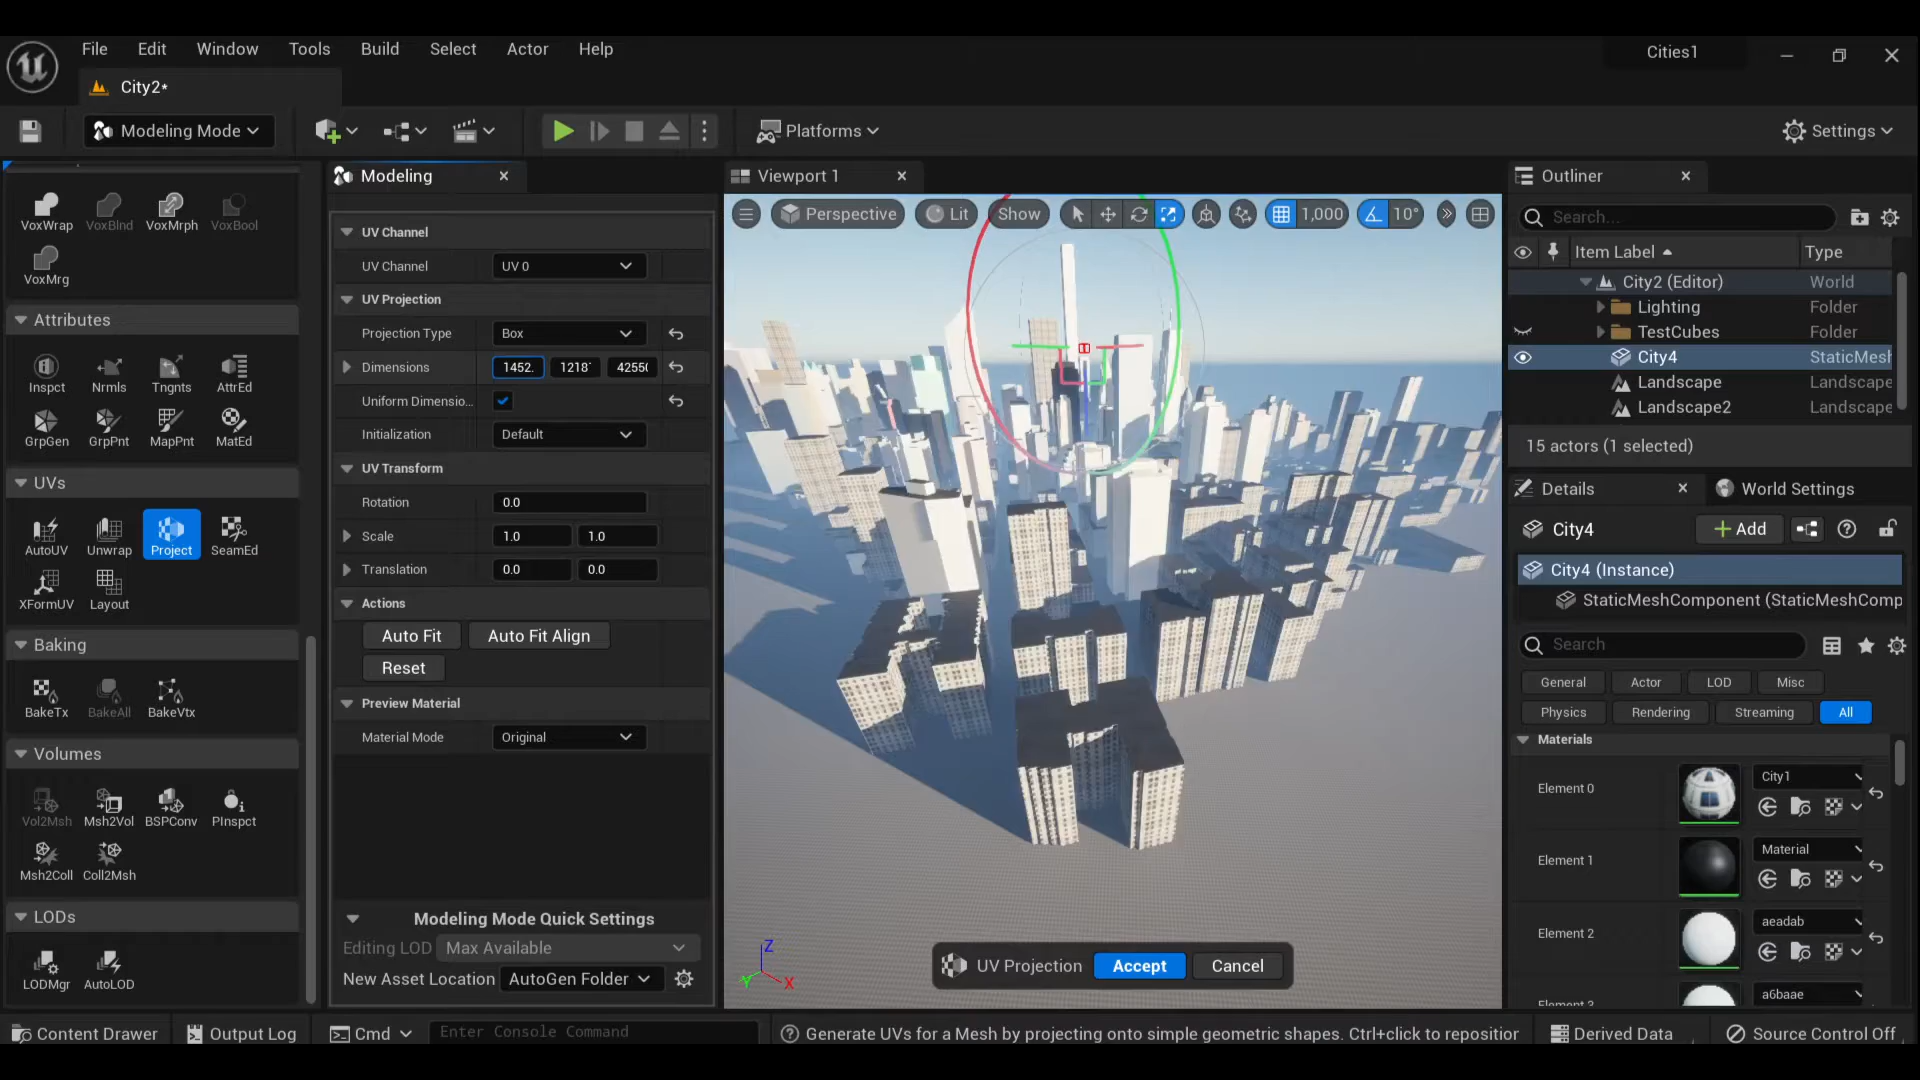 File Edit Window Tools Build Select Actor Help
Cities1
City2*
Modeling Mode
Platforms
Settings
VoxWrap VoxBlnd VoxMrph VoxBool
VoxMrg
Attributes
Inspct Nrmls Tngnts AttrEd
GrpGen GrpPnt MapPnt MatEd
UVs
AutoUV Unwrap Project SeamEd
XFormUV Layout
Baking
BakeTx BakeAll BakeVtx
Volumes
Vol2Msh Msh2Vol BSPConv PInspct
Msh2Coll Coll2Msh
LODs
LODMgr AutoLOD
Modeling
UV Channel
UV Channel UV 0
UV Projection
Projection Type Box
Dimensions 1452. 1218 4255
Uniform Dimensio...
Initialization Default
UV Transform
Rotation 0.0
Scale 1.0 1.0
Translation 0.0 0.0
Actions
Auto Fit Auto Fit Align
Reset
Preview Material
Material Mode Original
Modeling Mode Quick Settings
Editing LOD Max Available
New Asset Location AutoGen Folder
Viewport 1
Perspective Lit Show 1,000 10°
Z
Y X
UV Projection Accept Cancel
Outliner
Search...
Item Label Type
City2 (Editor) World
Lighting Folder
TestCubes Folder
City4 StaticMesh
Landscape Landscape
Landscape2 Landscape
15 actors (1 selected)
Details World Settings
City4 + Add
City4 (Instance)
StaticMeshComponent (StaticMeshComp
Search
General Actor LOD Misc
Physics Rendering Streaming All
Materials
Element 0 City1
Element 1 Material
Element 2 aeadab
Element 3 a6baae
Content Drawer Output Log Cmd Enter Console Command
Generate UVs for a Mesh by projecting onto simple geometric shapes. Ctrl+click to reposition
Derived Data Source Control Off